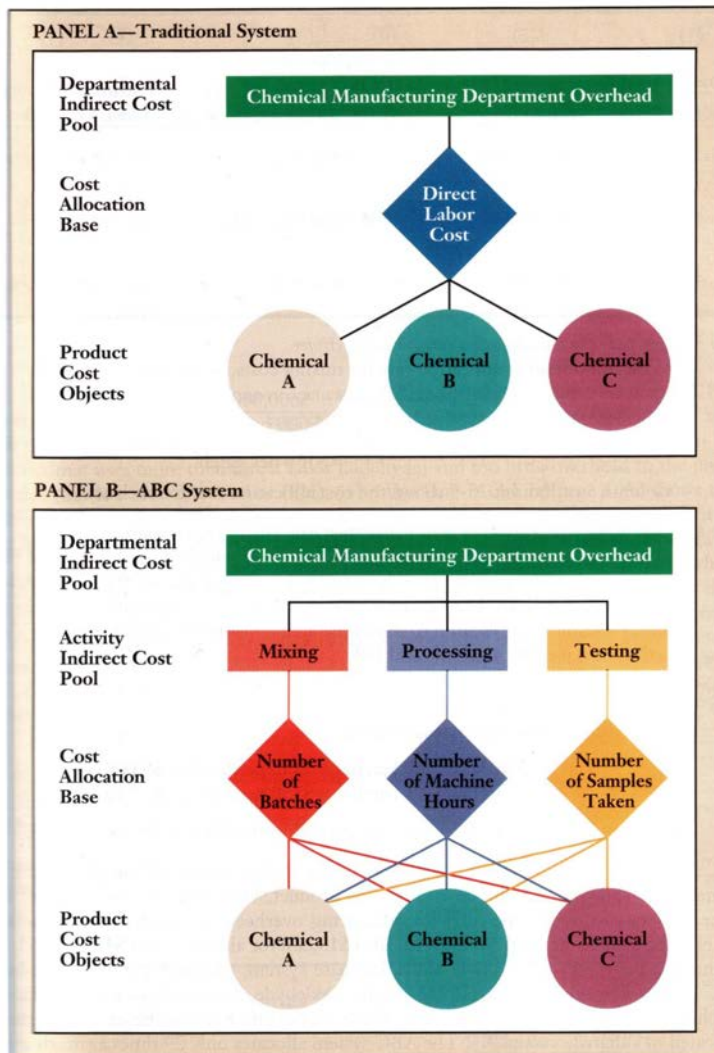 PANEL A—Traditional System
Departmental
Indirect Cost
Pool
Chemical Manufacturing Department Overhead
Cost
Allocation
Base
Direct
Labor
Cost
Product
Cost
Objects
Chemical
A
Chemical
B
Chemical
C
PANEL B—ABC System
Departmental
Indirect Cost
Pool
Chemical Manufacturing Department Overhead
Activity
Indirect Cost
Pool
Mixing
Processing
Testing
Cost
Allocation
Base
Number
of
Batches
Number
of Machine
Hours
Number
of Samples
Taken
Product
Cost
Objects
Chemical
A
Chemical
B
Chemical
C